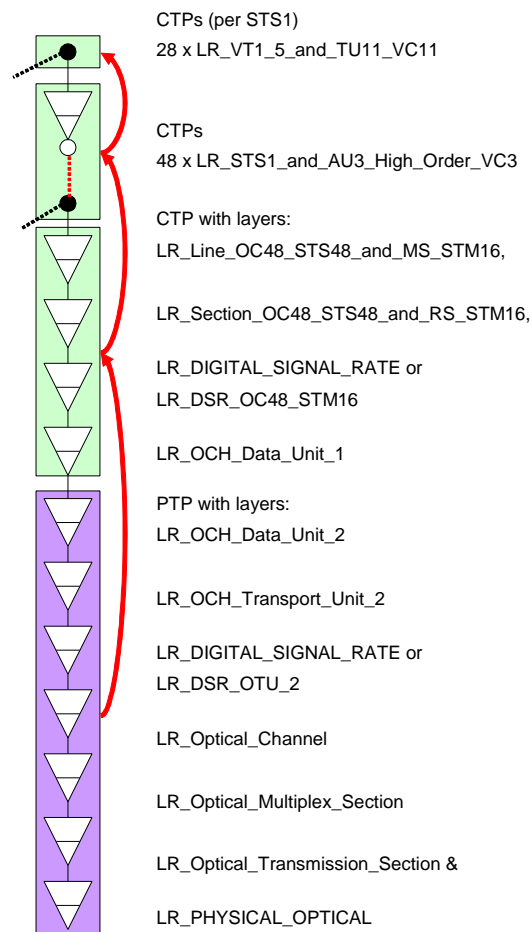 CTPs (per STS1)
28 x LR_VT1_5_and_TU11_VC11
CTPs
48 x LR_STS1_and_AU3_High_Order_VC3
CTP with layers:
LR_Line_OC48_STS48_and_MS_STM16,
LR_Section_OC48_STS48_and_RS_STM16,
LR_DIGITAL_SIGNAL_RATE or
LR_DSR_OC48_STM16
LR_OCH_Data_Unit_1
PTP with layers:
LR_OCH_Data_Unit_2
LR_OCH_Transport_Unit_2
LR_DIGITAL_SIGNAL_RATE or
LR_DSR_OTU_2
LR_Optical_Channel
LR_Optical_Multiplex_Section
LR_Optical_Transmission_Section &
LR_PHYSICAL_OPTICAL